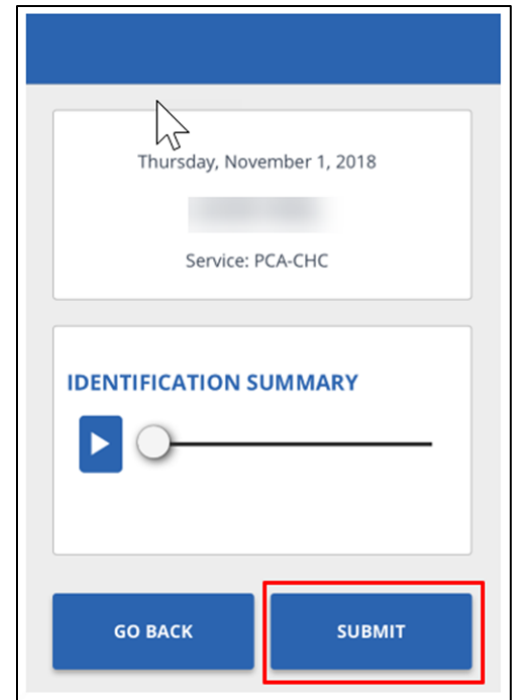 Thursday, November 1, 2018
Service: PCA-CHC
IDENTIFICATION SUMMARY
GO BACK
SUBMIT